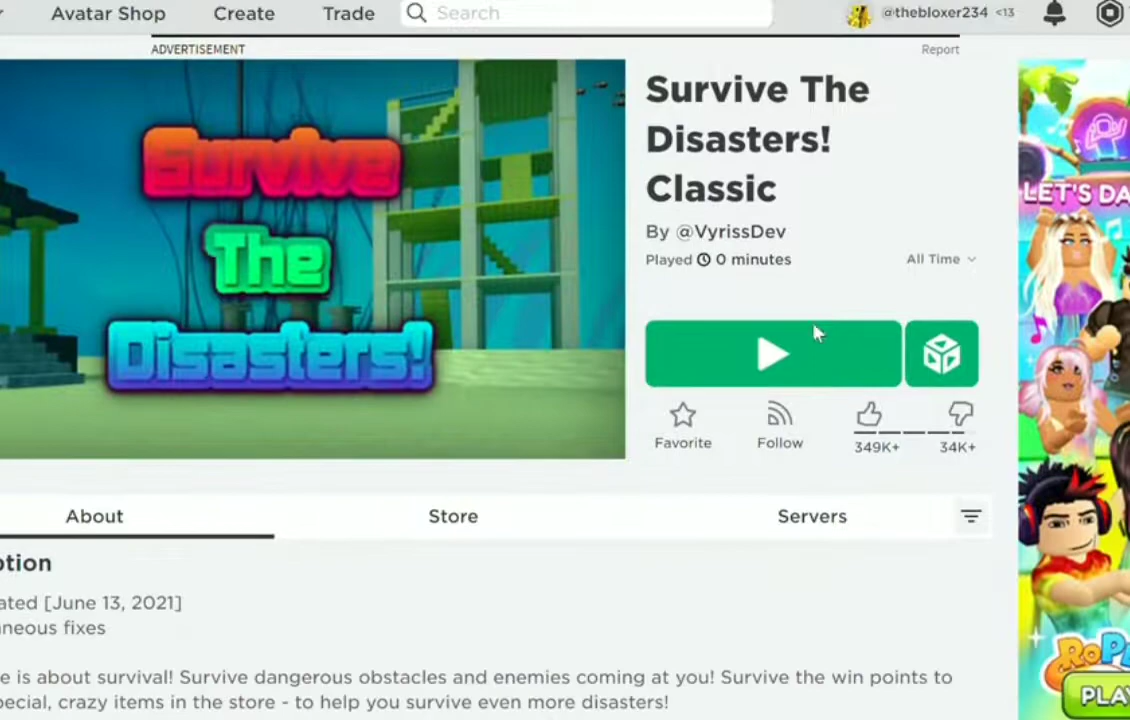 Avatar Shop Create Trade Search @thebloxer234 <13
ADVERTISEMENT Report
Survive
The
Disasters!
Survive The
Disasters!
Classic
By @VyrissDev
Played 0 minutes All Time
Favorite Follow 349K+ 34K+
LET'S DA
About Store Servers
ption
ated [June 13, 2021]
neous fixes
e is about survival! Survive dangerous obstacles and enemies coming at you! Survive the win points to
pecial, crazy items in the store - to help you survive even more disasters!
PLAY